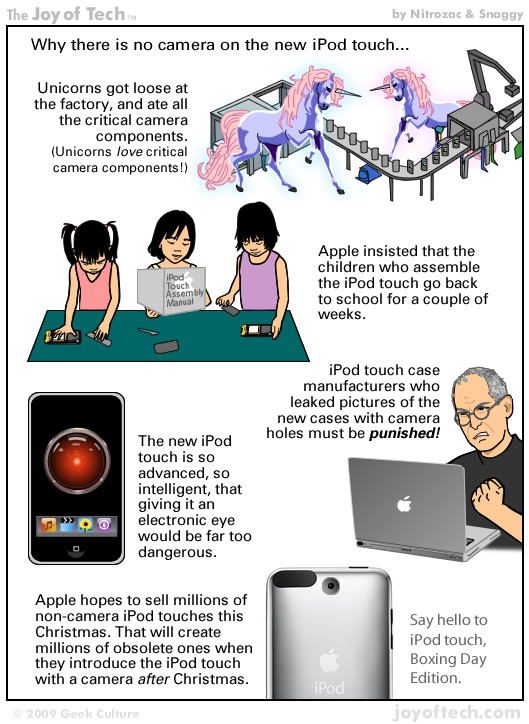 The Joy of Tech™
by Nitrozac & Snaggy
Why there is no camera on the new iPod touch...
Unicorns got loose at
the factory, and ate all
the critical camera
components.
(Unicorns love critical
camera components!)
iPod
Touch
Assembly
Manual
Apple insisted that the
children who assemble
the iPod touch go back
to school for a couple of
weeks.
iPod touch case
manufacturers who
leaked pictures of the
new cases with camera
holes must be punished!
The new iPod
touch is so
advanced, so
intelligent, that
giving it an
electronic eye
would be far too
dangerous.
Apple hopes to sell millions of
non-camera iPod touches this
Christmas. That will create
millions of obsolete ones when
they introduce the iPod touch
with a camera after Christmas.
iPod
Say hello to
iPod touch,
Boxing Day
Edition.
© 2009 Geek Culture
joyoftech.com